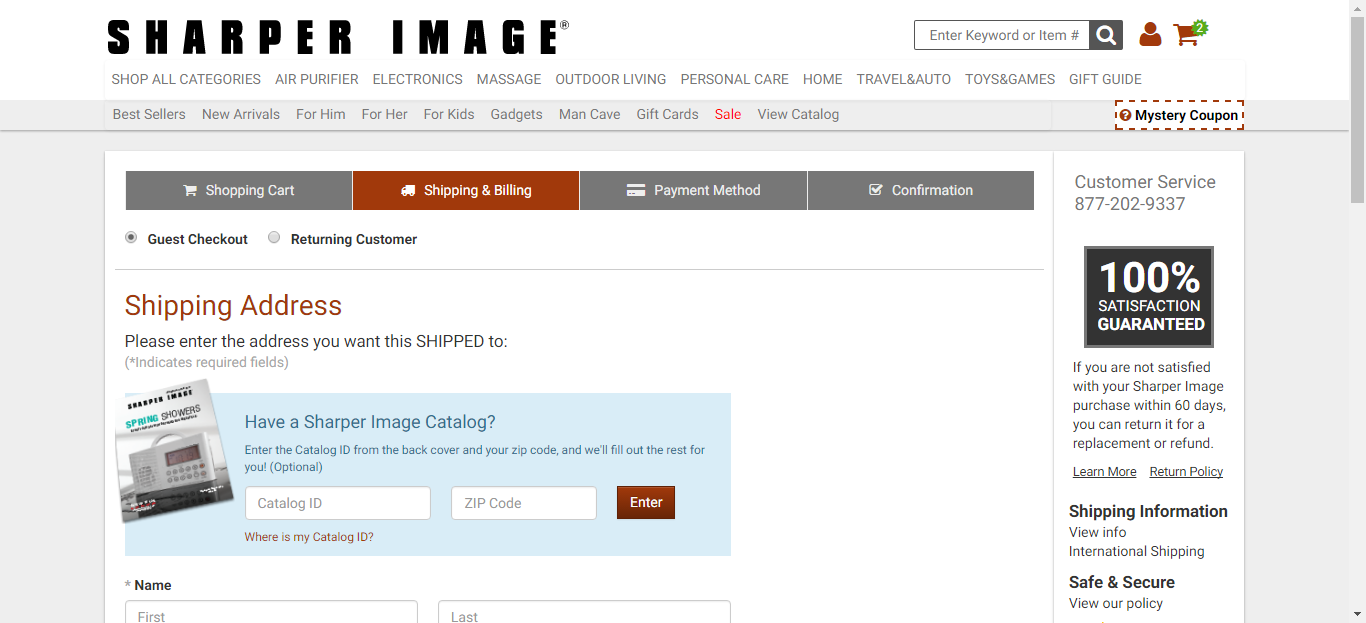 SHARPER IMAGE®
Enter Keyword or Item #
2
SHOP ALL CATEGORIES AIR PURIFIER ELECTRONICS MASSAGE OUTDOOR LIVING PERSONAL CARE HOME TRAVEL&AUTO TOYS&GAMES GIFT GUIDE
Best Sellers New Arrivals For Him For Her For Kids Gadgets Man Cave Gift Cards Sale View Catalog
Mystery Coupon
Shopping Cart Shipping & Billing Payment Method Confirmation
Guest Checkout Returning Customer
Shipping Address
Please enter the address you want this SHIPPED to:
(*Indicates required fields)
SHARPER IMAGE
SPRING SHOWERS
Have a Sharper Image Catalog?
Enter the Catalog ID from the back cover and your zip code, and we'll fill out the rest for
you! (Optional)
Catalog ID ZIP Code Enter
Where is my Catalog ID?
* Name
First Last
Customer Service
877-202-9337
100%
SATISFACTION
GUARANTEED
If you are not satisfied
with your Sharper Image
purchase within 60 days,
you can return it for a
replacement or refund.
Learn More Return Policy
Shipping Information
View info
International Shipping
Safe & Secure
View our policy